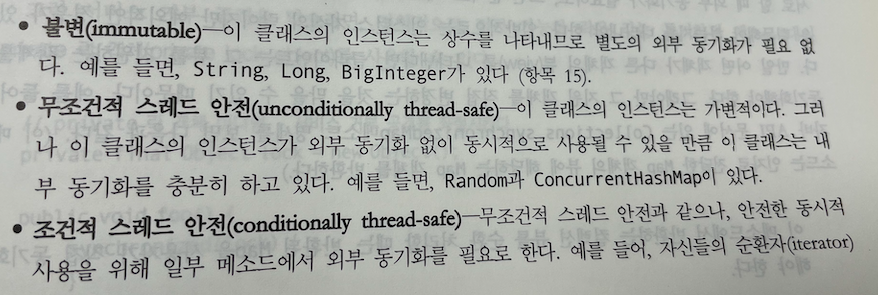 • 불변(immutable)—이 클래스의 인스턴스는 상수를 나타내므로 별도의 외부 동기화가 필요 없
다. 예를 들면, String, Long, BigInteger가 있다 (항목 15).
• 무조건적 스레드 안전(unconditionally thread-safe)—이 클래스의 인스턴스는 가변적이다. 그러
나 이 클래스의 인스턴스가 외부 동기화 없이 동시적으로 사용될 수 있을 만큼 이 클래스는 내
부 동기화를 충분히 하고 있다. 예를 들면, Random과 ConcurrentHashMap이 있다.
• 조건적 스레드 안전(conditionally thread-safe)—무조건적 스레드 안전과 같으나, 안전한 동시적
사용을 위해 일부 메소드에서 외부 동기화를 필요로 한다. 예를 들어, 자신들의 순환자(iterator)